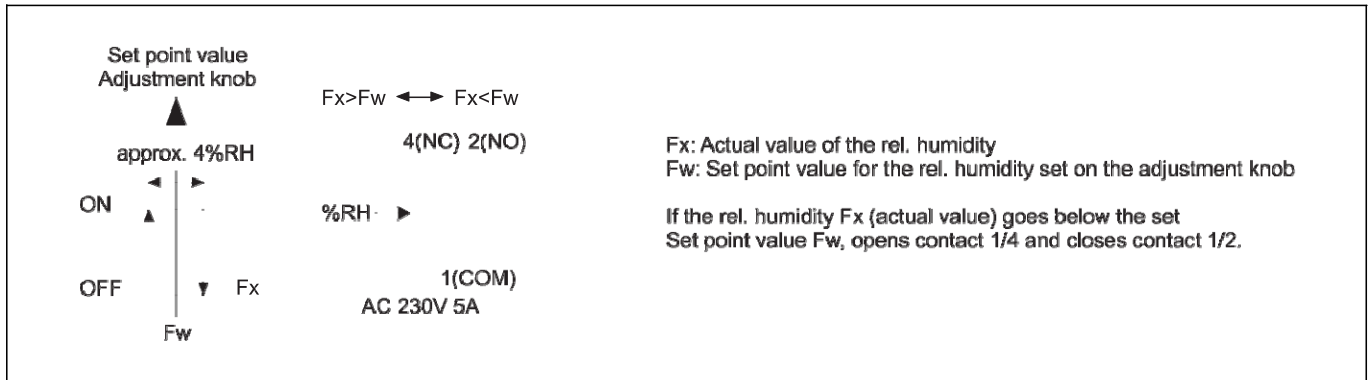 Set point value
Adjustment knob
approx. 4%RH
ON
OFF
Fx
Fw
Fx>Fw ↔ Fx<Fw
4(NC) 2(NO)
%RH
1(COM)
AC 230V 5A
Fx: Actual value of the rel. humidity
Fw: Set point value for the rel. humidity set on the adjustment knob
If the rel. humidity Fx (actual value) goes below the set
Set point value Fw, opens contact 1/4 and closes contact 1/2.